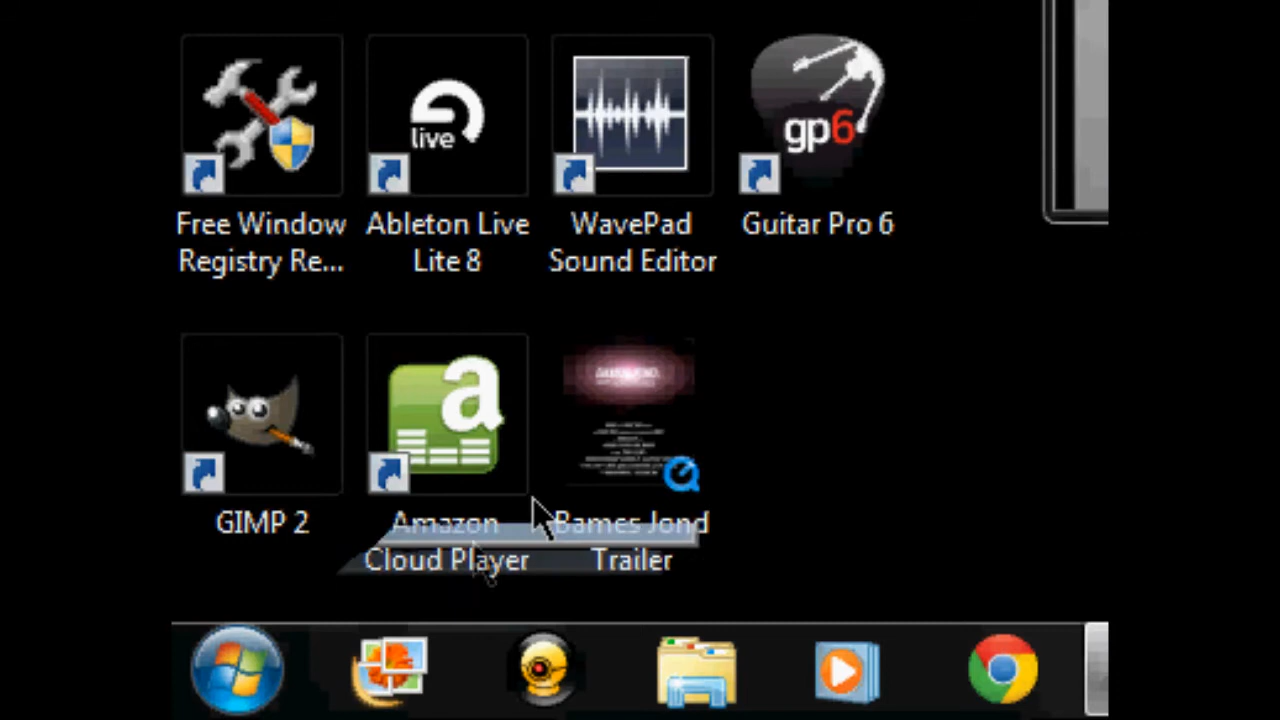 live
gp6
Free Window
Registry Re...
Ableton Live
Lite 8
WavePad
Sound Editor
Guitar Pro 6
a
GIMP 2
Amazon
Cloud Player
Bames Jond
Trailer